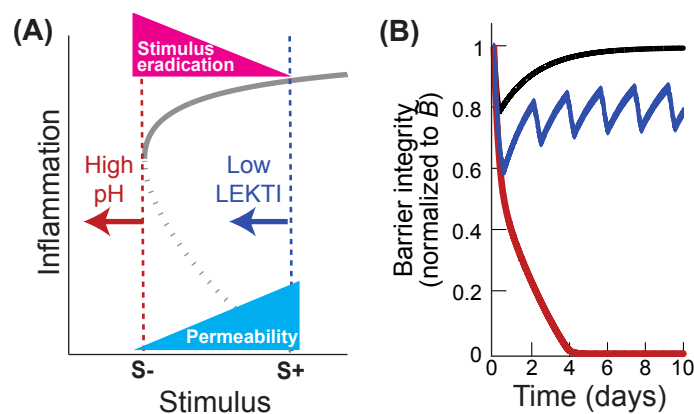 (A)
Stimulus
eradication
High
pH
Low
LEKTI
Permeability
S-
S+
Stimulus
Inflammation
(B)
Barrier integrity
(normalized to B̃)
1
0.8
0.6
0.4
0.2
0
0
2
4
6
8
10
Time (days)